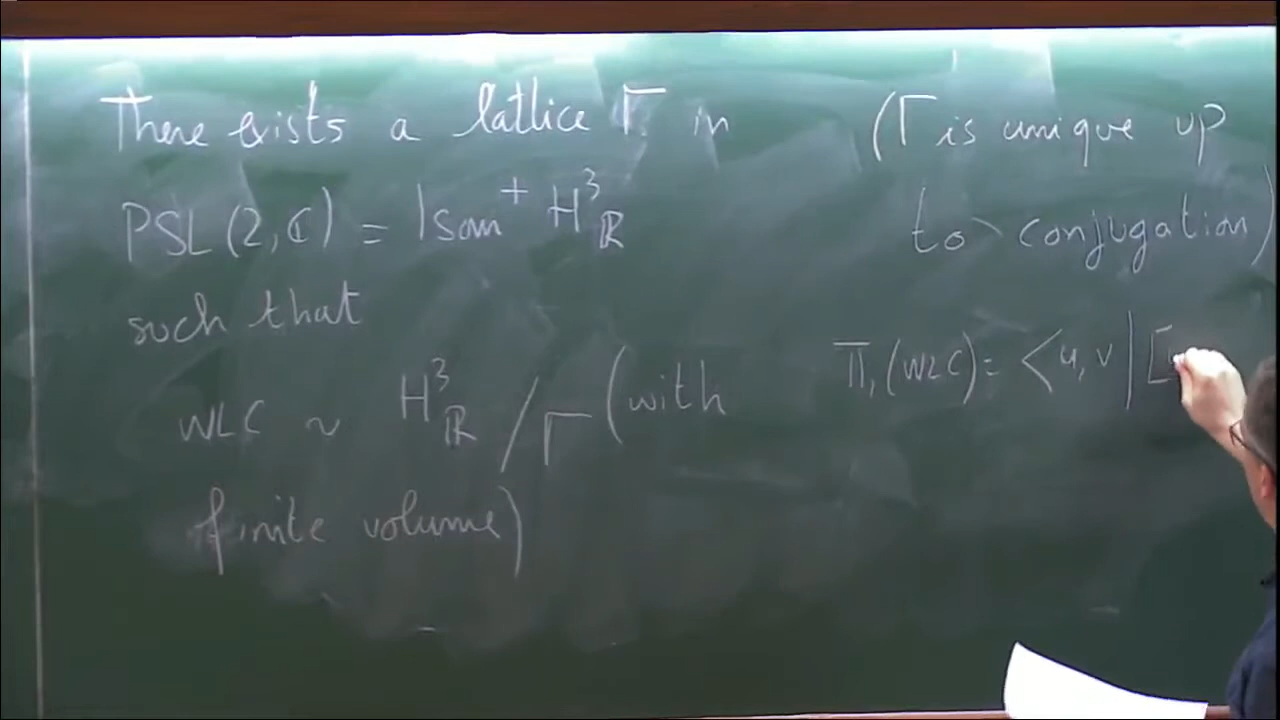 There exists a lattice Γ in
PSL(2,ℂ) = Isom⁺ H³_ℝ
such that
WLC ~ H³_ℝ / Γ (with
finite volume)
(Γ is unique up
to conjugation)
π₁(WLC) = <u, v | [